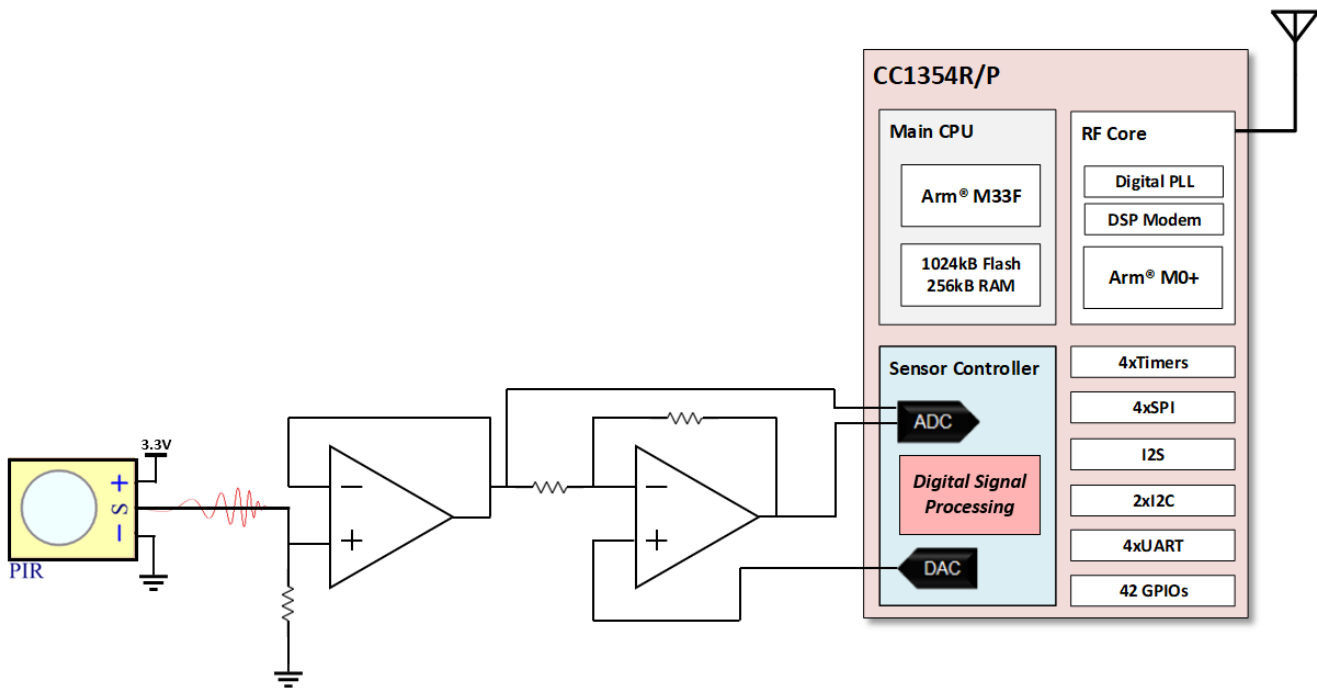 CC1354R/P
Main CPU
Arm® M33F
1024kB Flash
256kB RAM
RF Core
Digital PLL
DSP Modem
Arm® M0+
Sensor Controller
ADC
Digital Signal
Processing
DAC
4xTimers
4xSPI
I2S
2xI2C
4xUART
42 GPIOs
3.3V
+
S
−
PIR
−
+
−
+